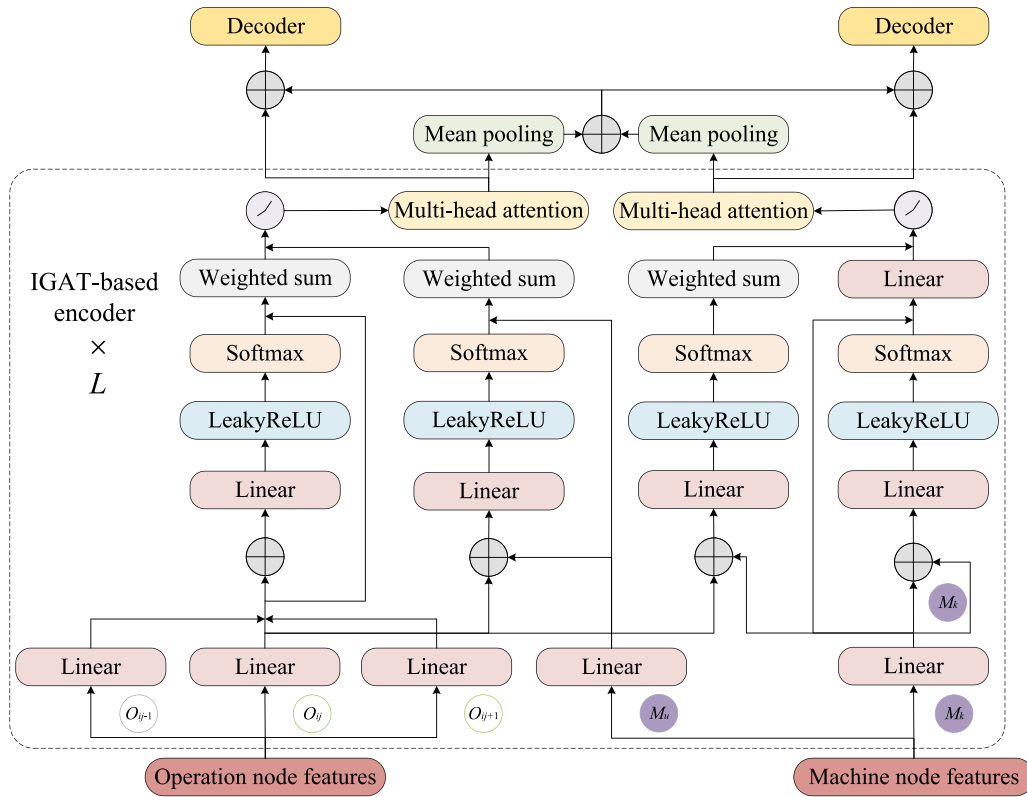 Decoder
Decoder
Mean pooling
Mean pooling
Multi-head attention
Multi-head attention
Weighted sum
Weighted sum
Weighted sum
Linear
IGAT-based
encoder
×
L
Softmax
Softmax
Softmax
Softmax
LeakyReLU
LeakyReLU
LeakyReLU
LeakyReLU
Linear
Linear
Linear
Linear
Mk
Linear
Linear
Linear
Linear
Linear
Oij-1
Oij
Oij+1
Mu
Mk
Operation node features
Machine node features